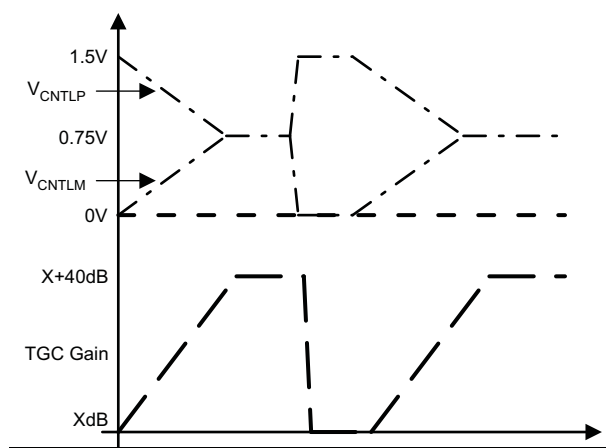 1.5V
VCNTLP
0.75V
VCNTLM
0V
X+40dB
TGC Gain
XdB